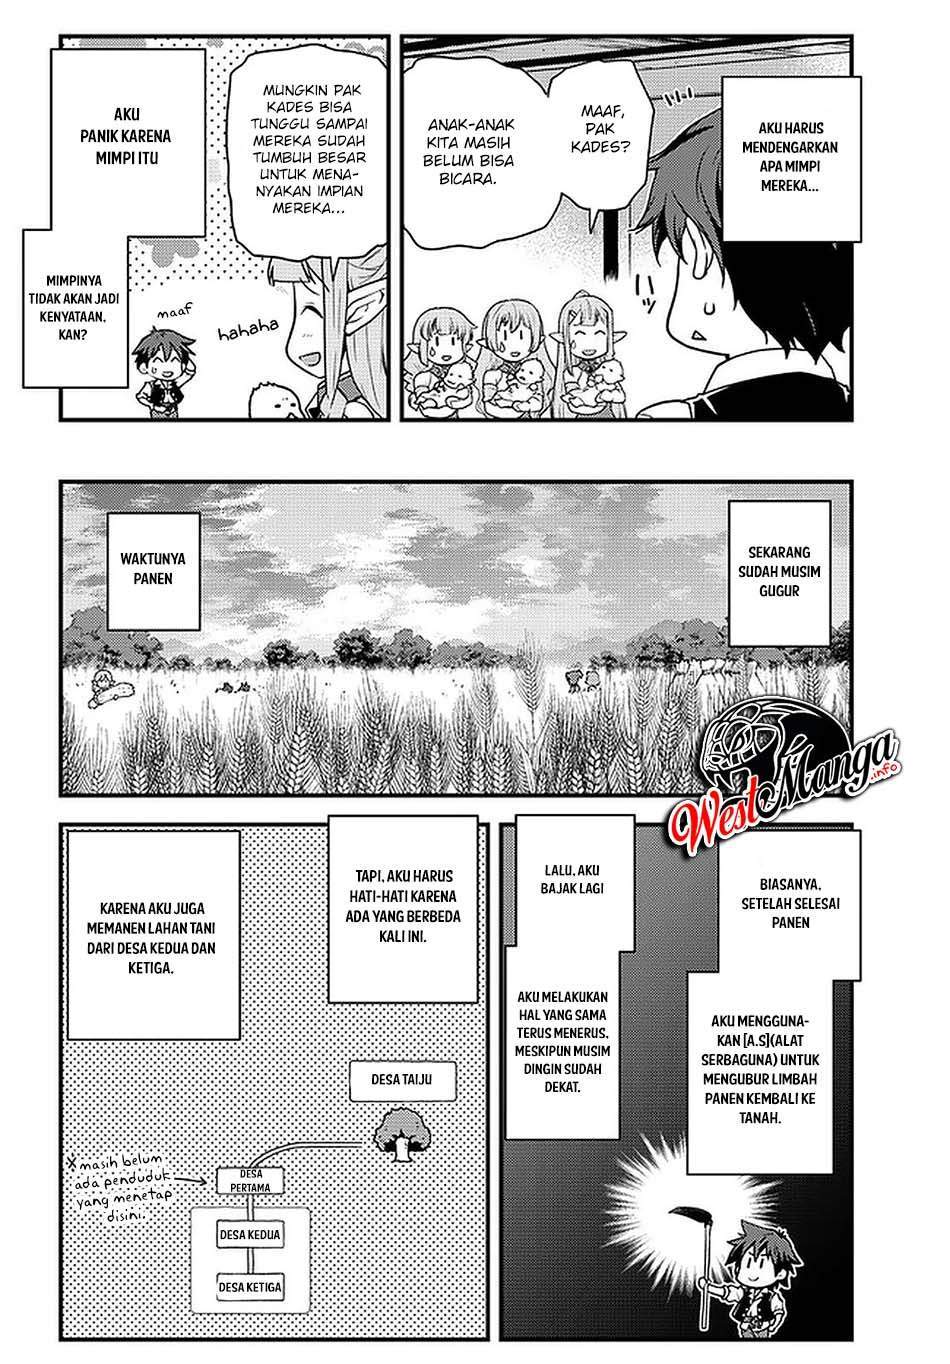 AKU HARUS
MENDENGARKAN
APA MIMPI
MEREKA...
MAAF,
PAK
KADES?
ANAK-ANAK
KITA MASIH
BELUM BISA
BICARA.
MUNGKIN PAK
KADES BISA
TUNGGU SAMPAI
MEREKA SUDAH
TUMBUH BESAR
UNTUK MENA-
NYAKAN IMPIAN
MEREKA...
AKU
PANIK KARENA
MIMPI ITU
hahaha
maaf
MIMPINYA
TIDAK AKAN JADI
KENYATAAN,
KAN?
SEKARANG
SUDAH MUSIM
GUGUR
WAKTUNYA
PANEN
WestManga
.info
BIASANYA,
SETELAH SELESAI
PANEN
AKU MENGGUNA-
KAN [A.S](ALAT
SERBAGUNA) UNTUK
MENGUBUR LIMBAH
PANEN KEMBALI KE
TANAH.
LALU, AKU
BAJAK LAGI
AKU MELAKUKAN
HAL YANG SAMA
TERUS MENERUS,
MESKIPUN MUSIM
DINGIN SUDAH
DEKAT.
TAPI, AKU HARUS
HATI-HATI KARENA
ADA YANG BERBEDA
KALI INI.
KARENA AKU JUGA
MEMANEN LAHAN TANI
DARI DESA KEDUA DAN
KETIGA.
DESA TAIJU
DESA
PERTAMA
X masih belum
ada penduduk
yang menetap
disini.
DESA KEDUA
DESA KETIGA